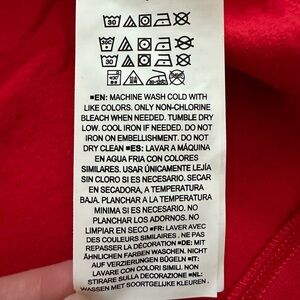 30
30
■EN: MACHINE WASH COLD WITH
LIKE COLORS. ONLY NON-CHLORINE
BLEACH WHEN NEEDED. TUMBLE DRY
LOW. COOL IRON IF NEEDED. DO NOT
IRON ON EMBELLISHMENT. DO NOT
DRY CLEAN ■ES: LAVAR A MÁQUINA
EN AGUA FRIA CON COLORES
SIMILARES. USAR ÚNICAMENTE LEJÍA
SIN CLORO SI ES NECESARIO. SECAR
EN SECADORA, A TEMPERATURA
BAJA. PLANCHAR A LA TEMPERATURA
MINIMA SI ES NECESARIO. NO
PLANCHAR LOS ADORNOS. NO
LIMPIAR EN SECO ■FR: LAVER AVEC
DES COULEURS SIMILAIRES . NE PAS
REPASSER LA DÉCORATION ■DE: MIT
ÄHNLICHEN FARBEN WASCHEN. NICHT
AUF VERZIERUNGEN BÜGELN ■IT:
LAVARE CON COLORI SIMILI. NON
STIRARE SULLA DECORAZIONE ■NL:
WASSEN MET SOORTGELIJKE KLEUREN.